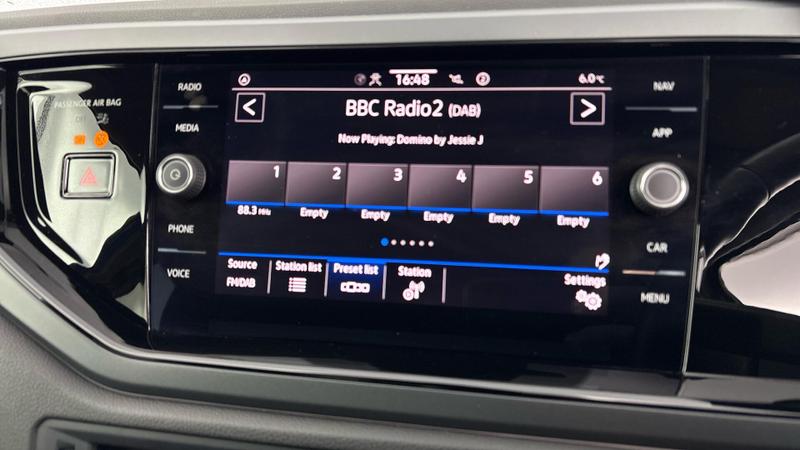 RADIO
MEDIA
PHONE
VOICE
PASSENGER AIR BAG
OFF
16:48
2
6.0°C
<
BBC Radio2 (DAB)
>
Now Playing: Domino by Jessie J
1 2 3 4 5 6
88.3 MHz Empty Empty Empty Empty Empty
Source Station list Preset list Station Settings
FM/DAB
NAV
APP
CAR
MENU